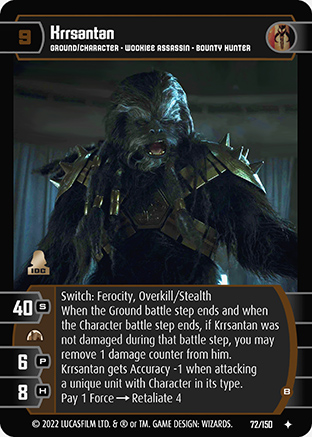 9
Krrsantan
GROUND/CHARACTER • WOOKIEE ASSASSIN • BOUNTY HUNTER
IDC
40 S
6 P
8 H
Switch: Ferocity, Overkill/Stealth
When the Ground battle step ends and when
the Character battle step ends, if Krrsantan was
not damaged during that battle step, you may
remove 1 damage counter from him.
Krrsantan gets Accuracy -1 when attacking
a unique unit with Character in its type.
Pay 1 Force → Retaliate 4
B
© 2022 LUCASFILM LTD. & ® or TM. GAME DESIGN: WIZARDS. 72/150